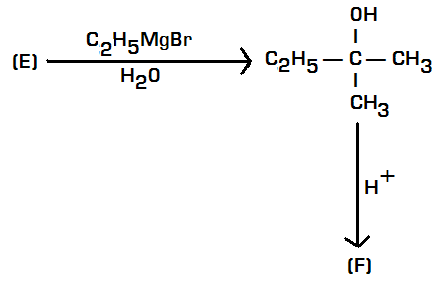 OH
C₂H₅MgBr
(E) C₂H₅ — C — CH₃
H₂O
CH₃
H⁺
(F)